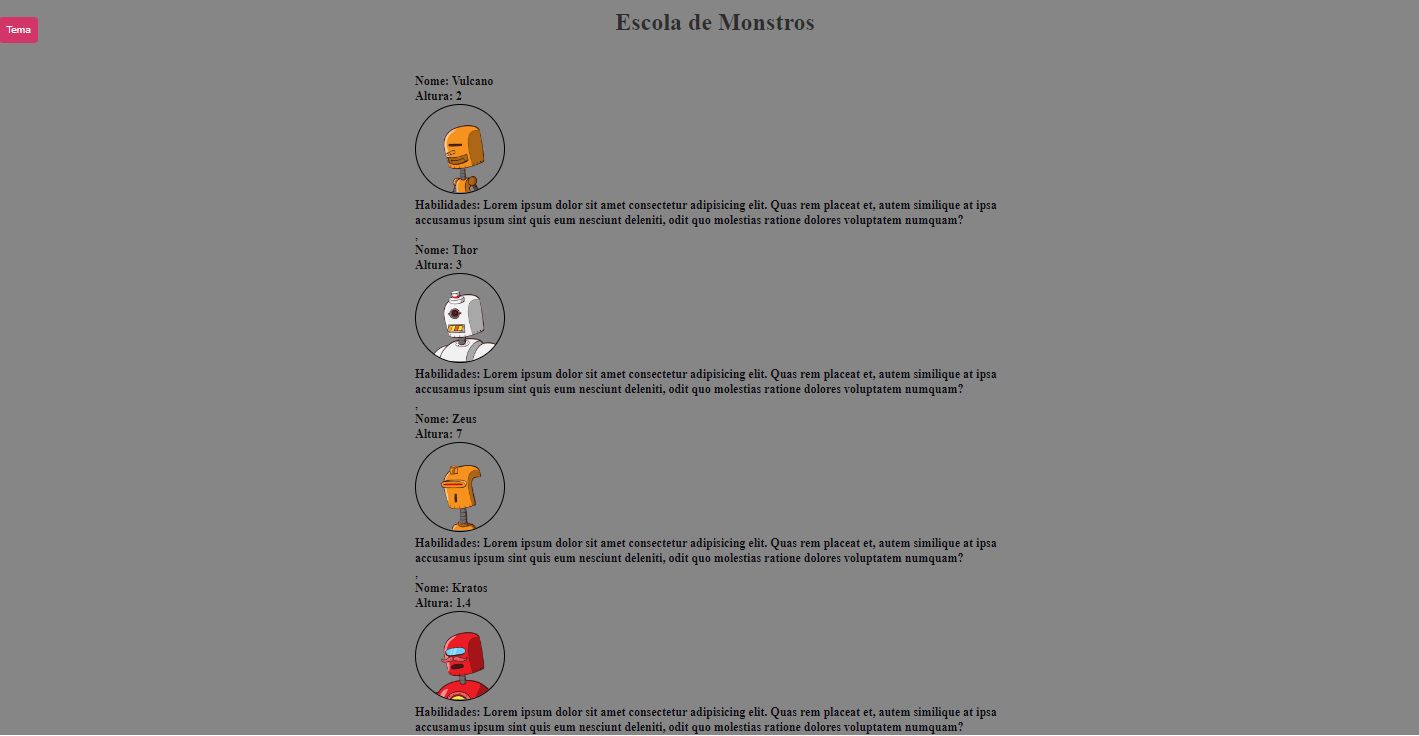 Escola de Monstros
Tema
Nome: Vulcano
Altura: 2
Habilidades: Lorem ipsum dolor sit amet consectetur adipisicing elit. Quas rem placeat et, autem similique at ipsa
accusamus ipsum sint quis eum nesciunt deleniti, odit quo molestias ratione dolores voluptatem numquam?
,
Nome: Thor
Altura: 3
Habilidades: Lorem ipsum dolor sit amet consectetur adipisicing elit. Quas rem placeat et, autem similique at ipsa
accusamus ipsum sint quis eum nesciunt deleniti, odit quo molestias ratione dolores voluptatem numquam?
,
Nome: Zeus
Altura: 7
Habilidades: Lorem ipsum dolor sit amet consectetur adipisicing elit. Quas rem placeat et, autem similique at ipsa
accusamus ipsum sint quis eum nesciunt deleniti, odit quo molestias ratione dolores voluptatem numquam?
,
Nome: Kratos
Altura: 1.4
Habilidades: Lorem ipsum dolor sit amet consectetur adipisicing elit. Quas rem placeat et, autem similique at ipsa
accusamus ipsum sint quis eum nesciunt deleniti, odit quo molestias ratione dolores voluptatem numquam?